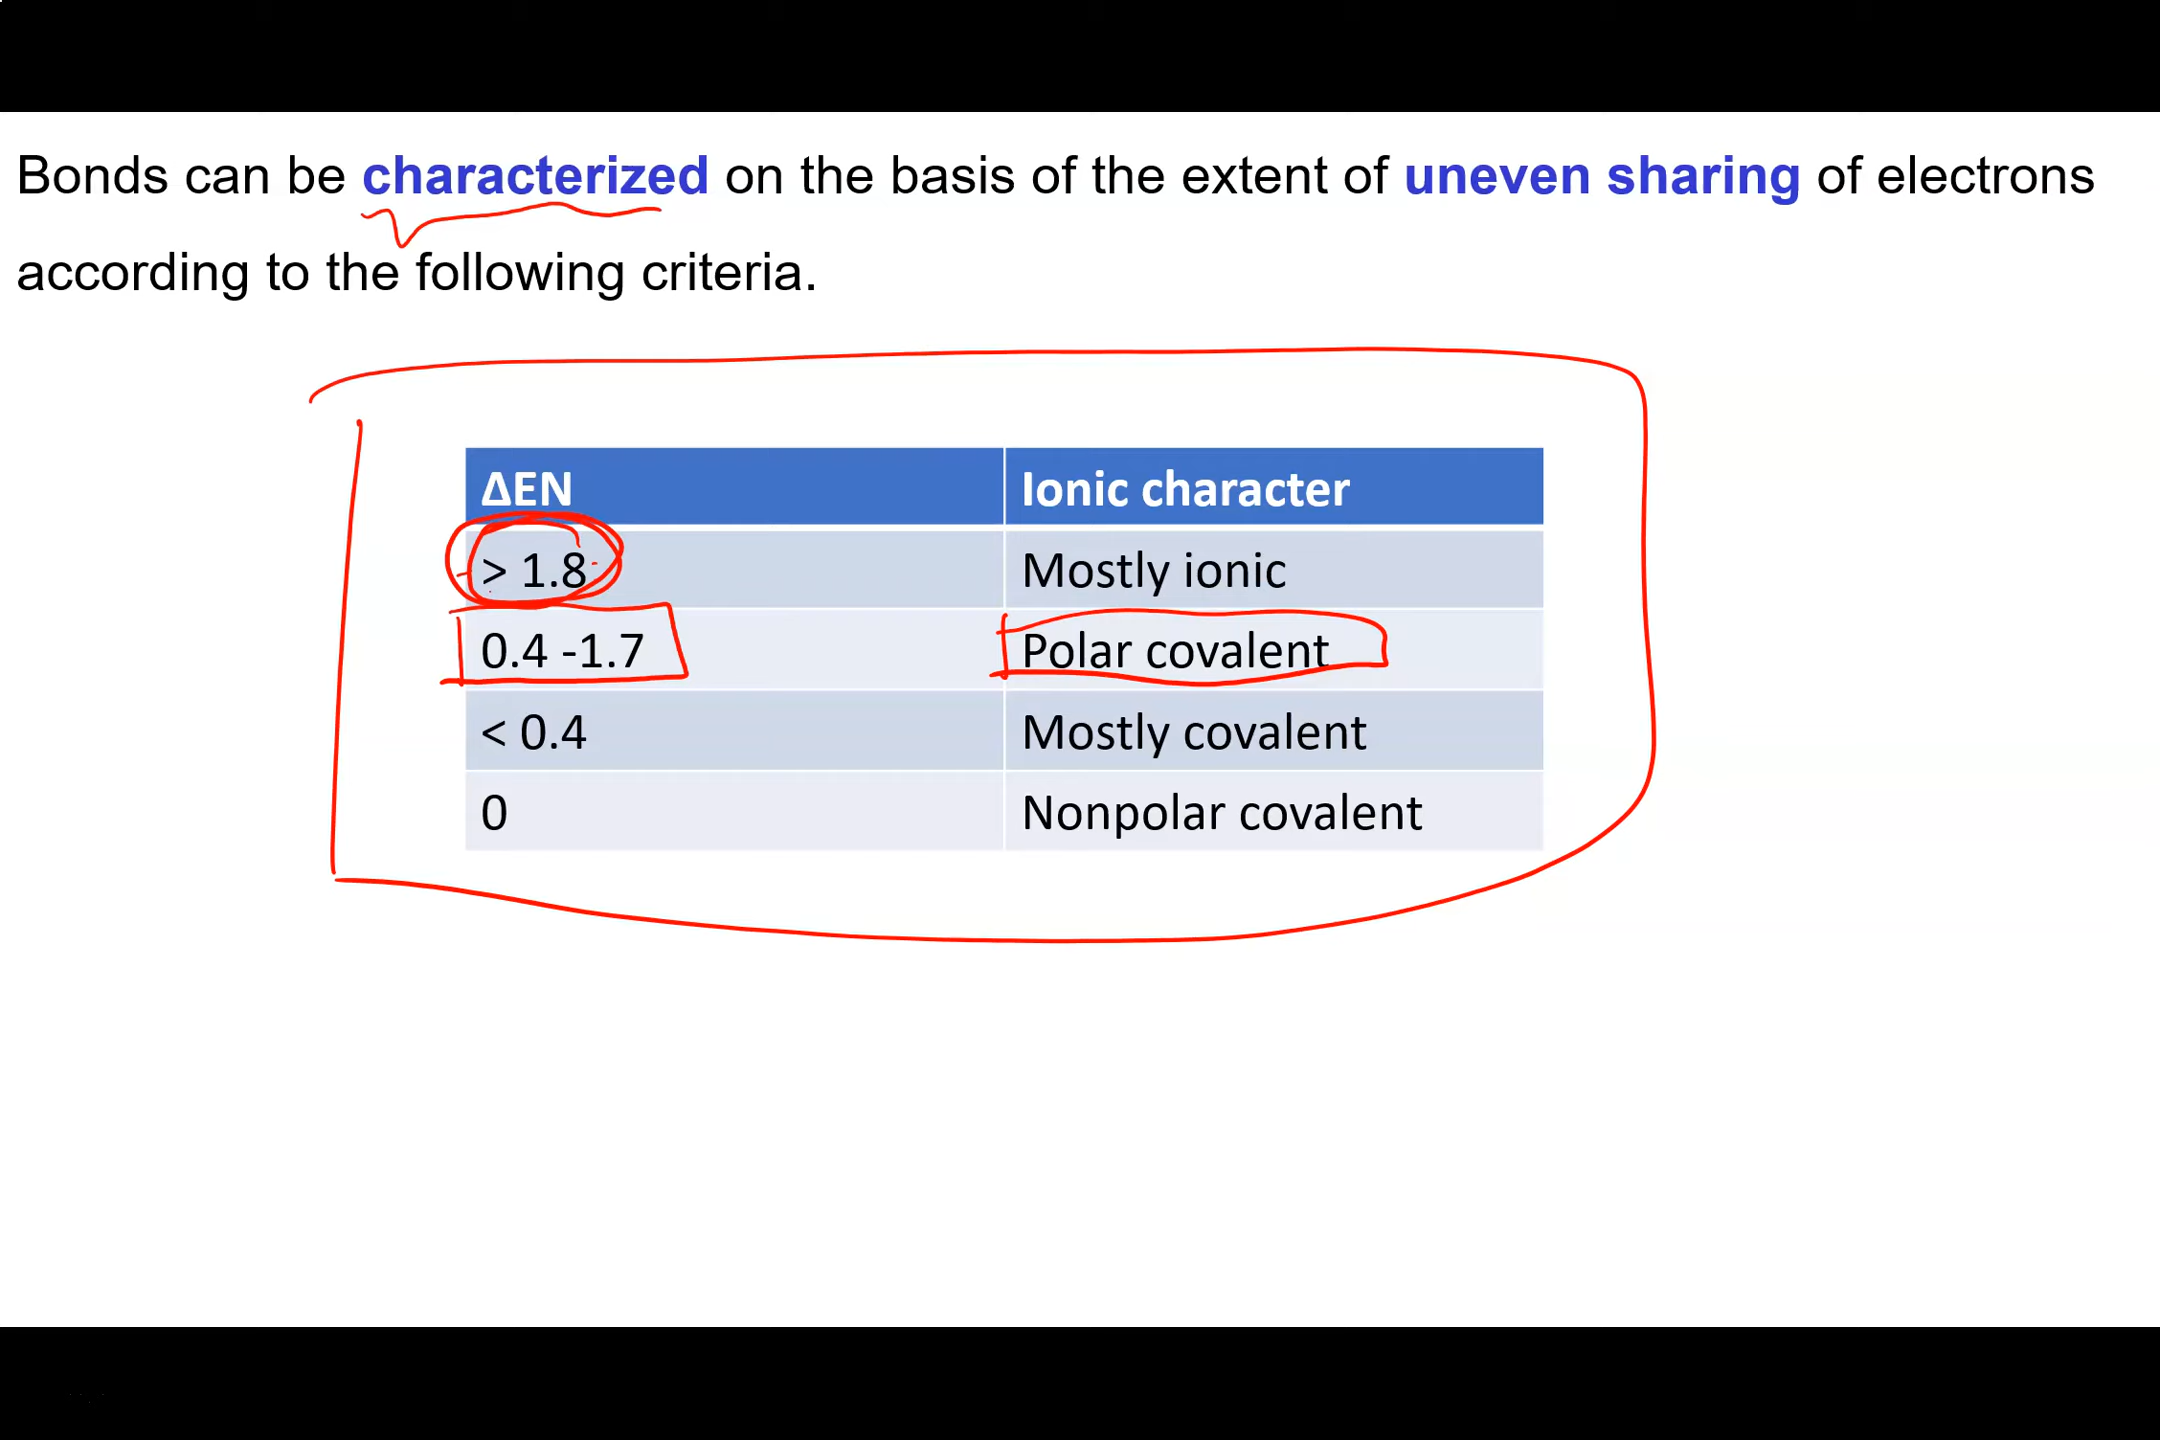 Bonds can be characterized on the basis of the extent of uneven sharing of electrons
according to the following criteria.
ΔEN Ionic character
> 1.8 Mostly ionic
0.4 -1.7 Polar covalent
< 0.4 Mostly covalent
0 Nonpolar covalent